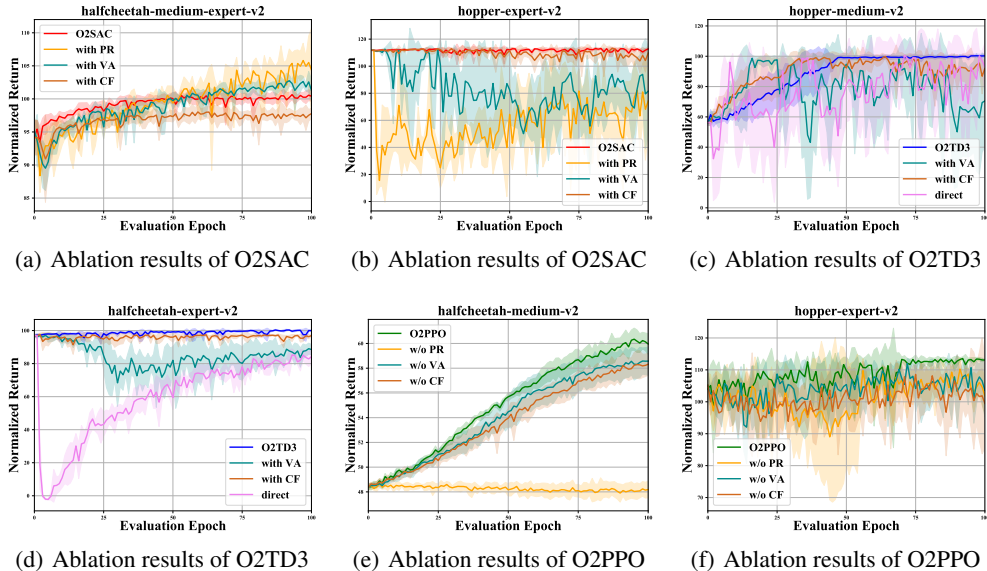 halfcheetah-medium-expert-v2
Normalized Return
110
105
100
95
90
85
O2SAC
with PR
with VA
with CF
0 25 50 75 100
Evaluation Epoch
(a) Ablation results of O2SAC
hopper-expert-v2
Normalized Return
120
100
80
60
40
20
0
O2SAC
with PR
with VA
with CF
0 25 50 75 100
Evaluation Epoch
(b) Ablation results of O2SAC
hopper-medium-v2
Normalized Return
120
100
80
60
40
20
0
O2TD3
with VA
with CF
direct
0 25 50 75 100
Evaluation Epoch
(c) Ablation results of O2TD3
halfcheetah-expert-v2
Normalized Return
100
80
60
40
20
0
O2TD3
with VA
with CF
direct
0 25 50 75 100
Evaluation Epoch
(d) Ablation results of O2TD3
halfcheetah-medium-v2
Normalized Return
60
58
56
54
52
50
48
O2PPO
w/o PR
w/o VA
w/o CF
0 25 50 75 100
Evaluation Epoch
(e) Ablation results of O2PPO
hopper-expert-v2
Normalized Return
120
110
100
90
80
70
66
O2PPO
w/o PR
w/o VA
w/o CF
0 25 50 75 100
Evaluation Epoch
(f) Ablation results of O2PPO